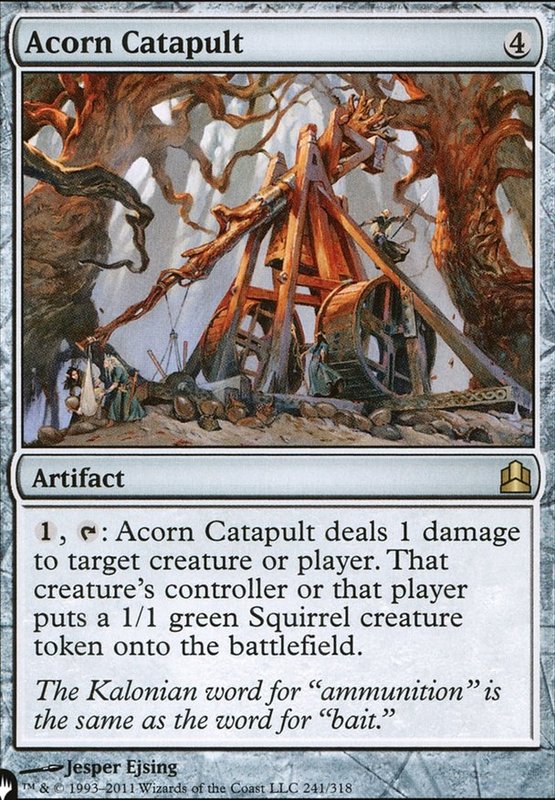 Acorn Catapult 4
Artifact
1, : Acorn Catapult deals 1 damage
to target creature or player. That
creature's controller or that player
puts a 1/1 green Squirrel creature
token onto the battlefield.
The Kalonian word for “ammunition” is
the same as the word for “bait.”
Jesper Ejsing
™ & © 1993–2011 Wizards of the Coast LLC 241/318